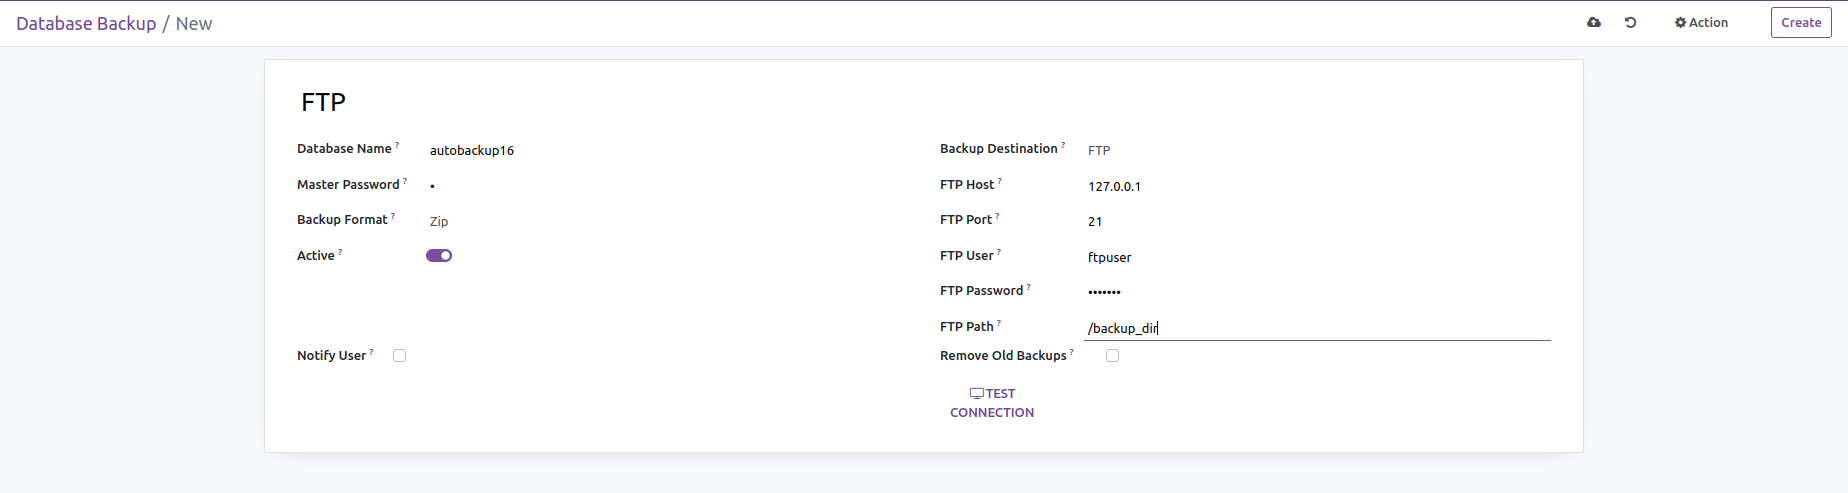 Database Backup / New
Action
Create
FTP
Database Name ?
autobackup16
Master Password ?
•
Backup Format ?
Zip
Active ?
Notify User ?
Backup Destination ?
FTP
FTP Host ?
127.0.0.1
FTP Port ?
21
FTP User ?
ftpuser
FTP Password ?
•••••••
FTP Path ?
/backup_dir
Remove Old Backups ?
TEST
CONNECTION